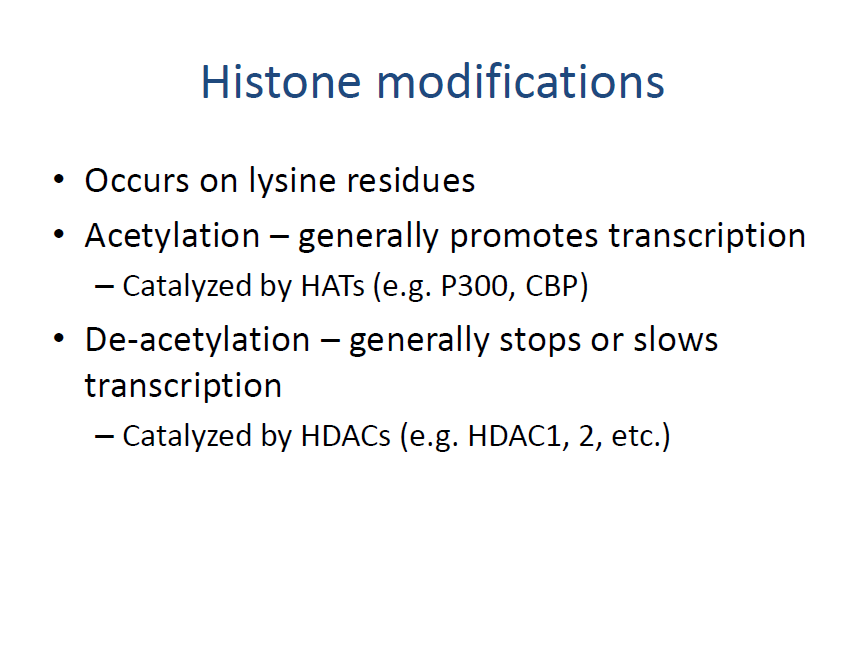 Histone modifications
• Occurs on lysine residues
• Acetylation – generally promotes transcription
– Catalyzed by HATs (e.g. P300, CBP)
• De-acetylation – generally stops or slows
transcription
– Catalyzed by HDACs (e.g. HDAC1, 2, etc.)